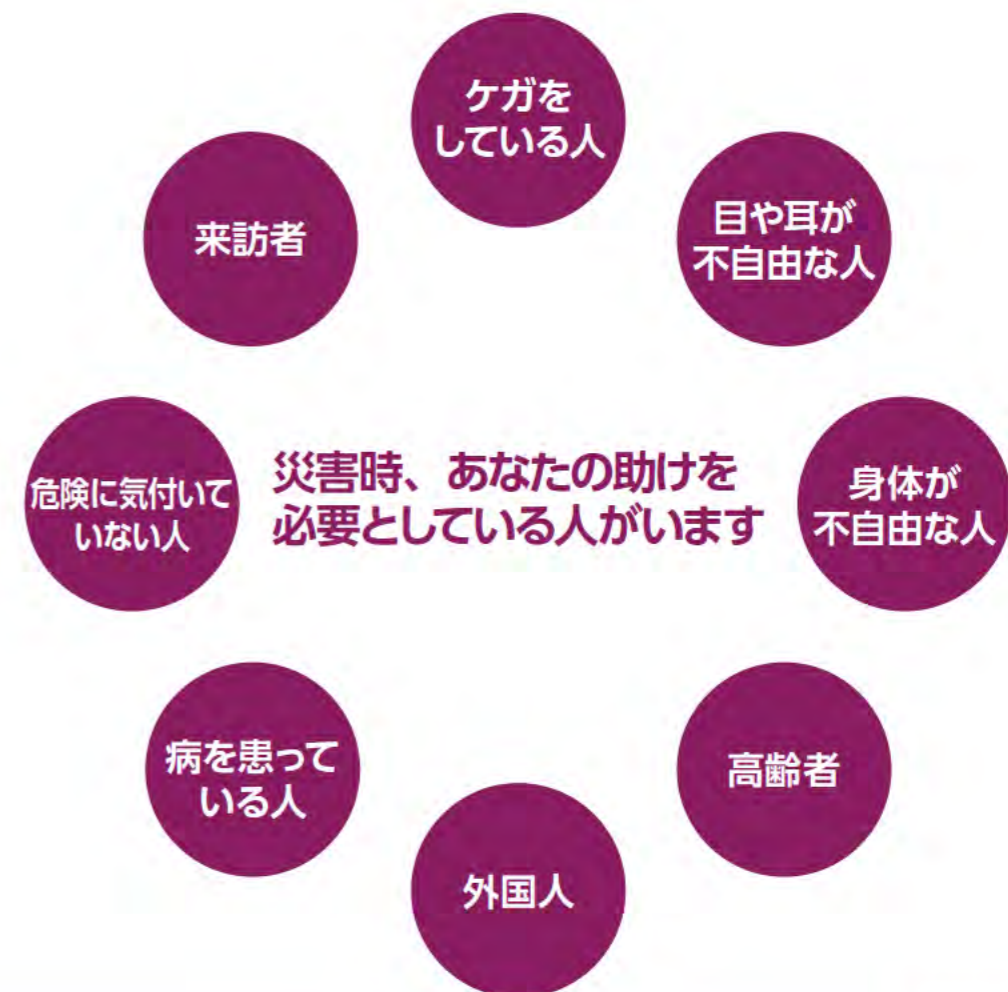 ケガを
している人
目や耳が
不自由な人
身体が
不自由な人
高齢者
外国人
病を患って
いる人
危険に気付いて
いない人
来訪者
災害時、あなたの助けを
必要としている人がいます